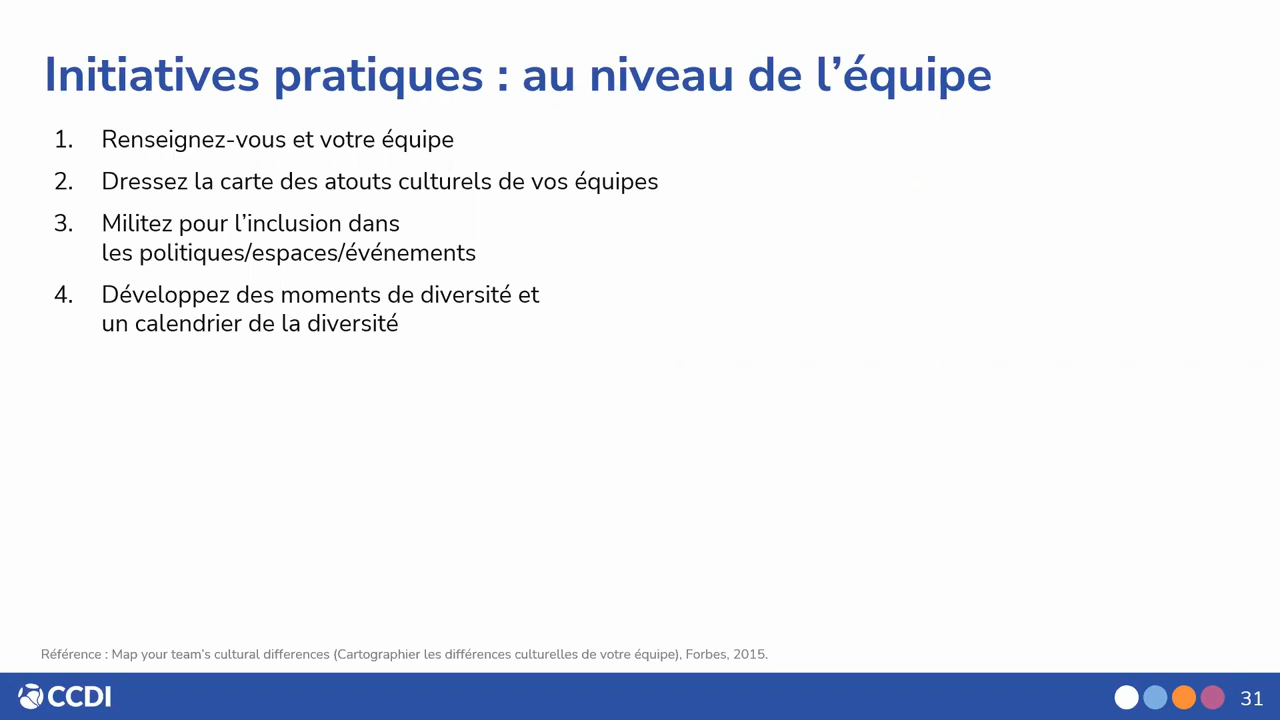 Initiatives pratiques : au niveau de l’équipe
1. Renseignez-vous et votre équipe
2. Dressez la carte des atouts culturels de vos équipes
3. Militez pour l’inclusion dans
les politiques/espaces/événements
4. Développez des moments de diversité et
un calendrier de la diversité
Référence : Map your team’s cultural differences (Cartographier les différences culturelles de votre équipe), Forbes, 2015.
CCDI
31